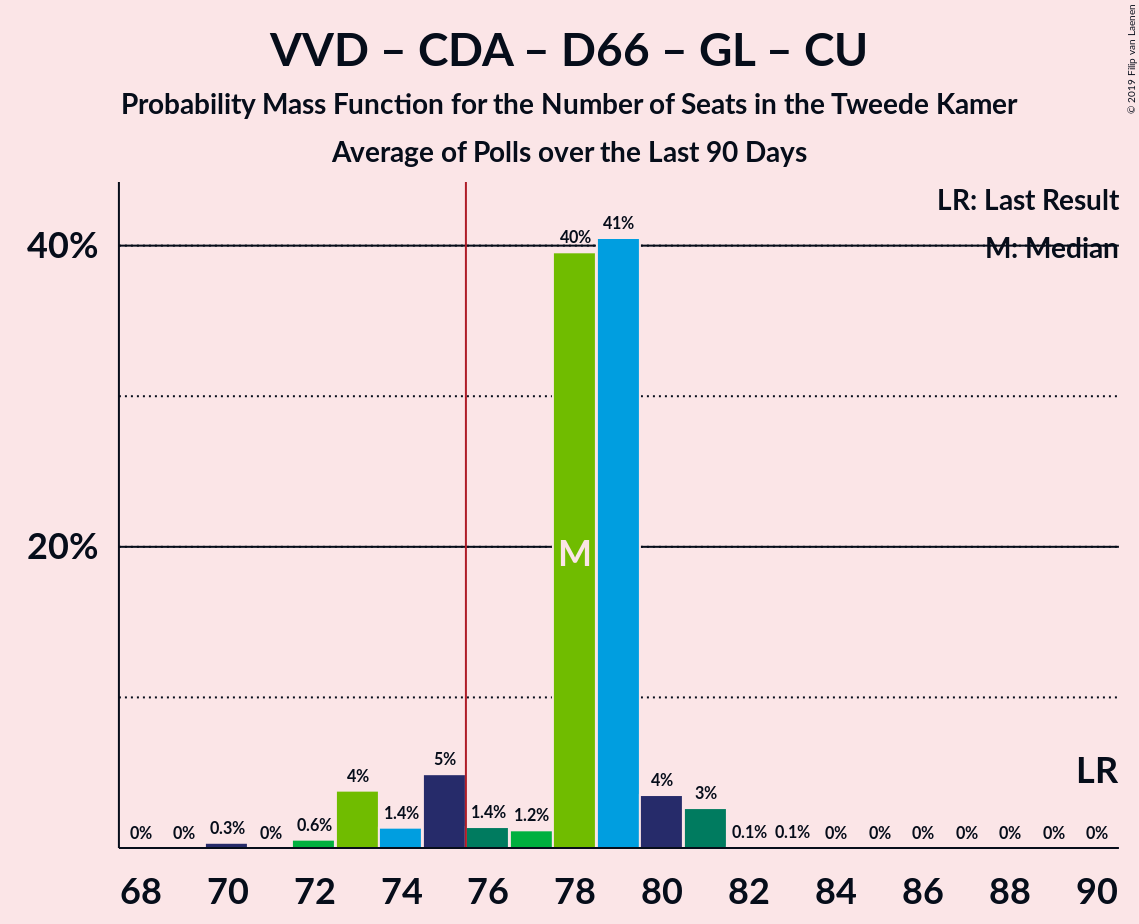 VVD – CDA – D66 – GL – CU
Probability Mass Function for the Number of Seats in the Tweede Kamer
Average of Polls over the Last 90 Days
© 2019 Filip van Laenen
LR: Last Result
M: Median
40%
20%
0%
0%
0.3%
0%
0.6%
4%
1.4%
5%
1.4%
1.2%
40%
41%
4%
3%
0.1%
0.1%
0%
0%
0%
0%
0%
0%
0%
M
LR
68 70 72 74 76 78 80 82 84 86 88 90